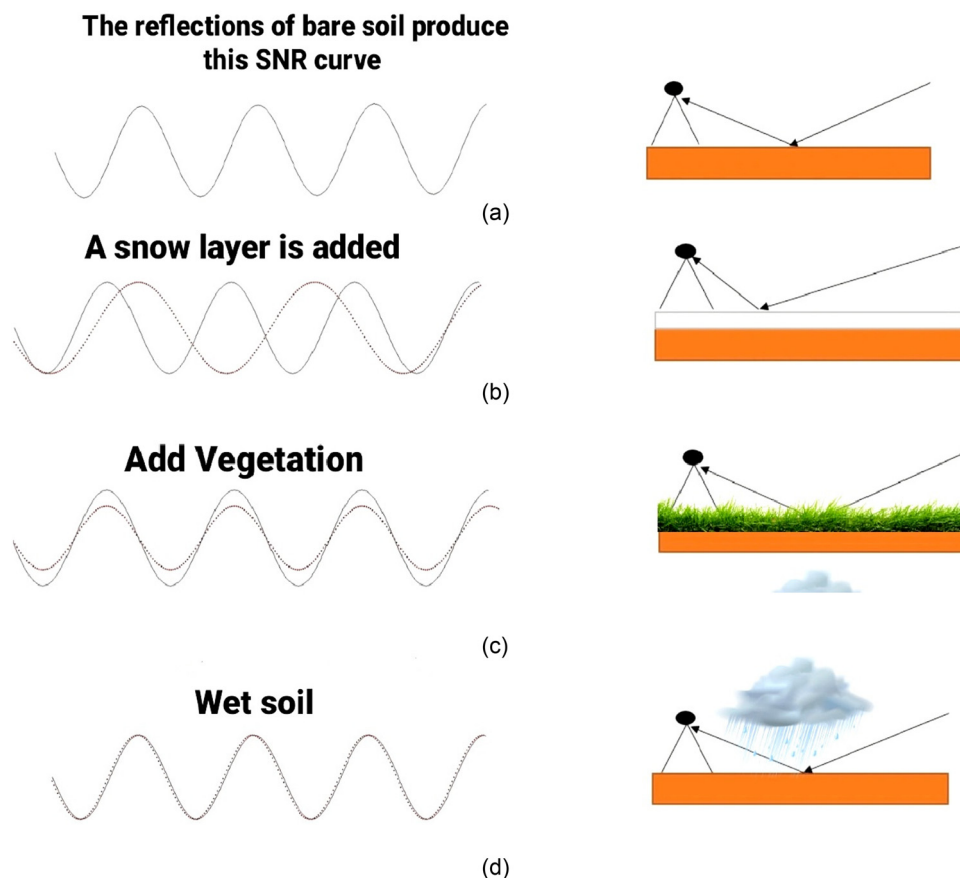 The reflections of bare soil produce
this SNR curve
(a)
A snow layer is added
(b)
Add Vegetation
(c)
Wet soil
(d)